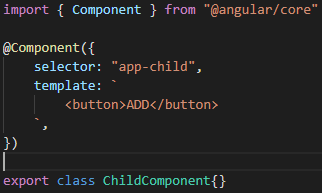 import { Component } from "@angular/core"
@Component({
    selector: "app-child",
    template: `
        <button>ADD</button>
    `,
})
export class ChildComponent{}